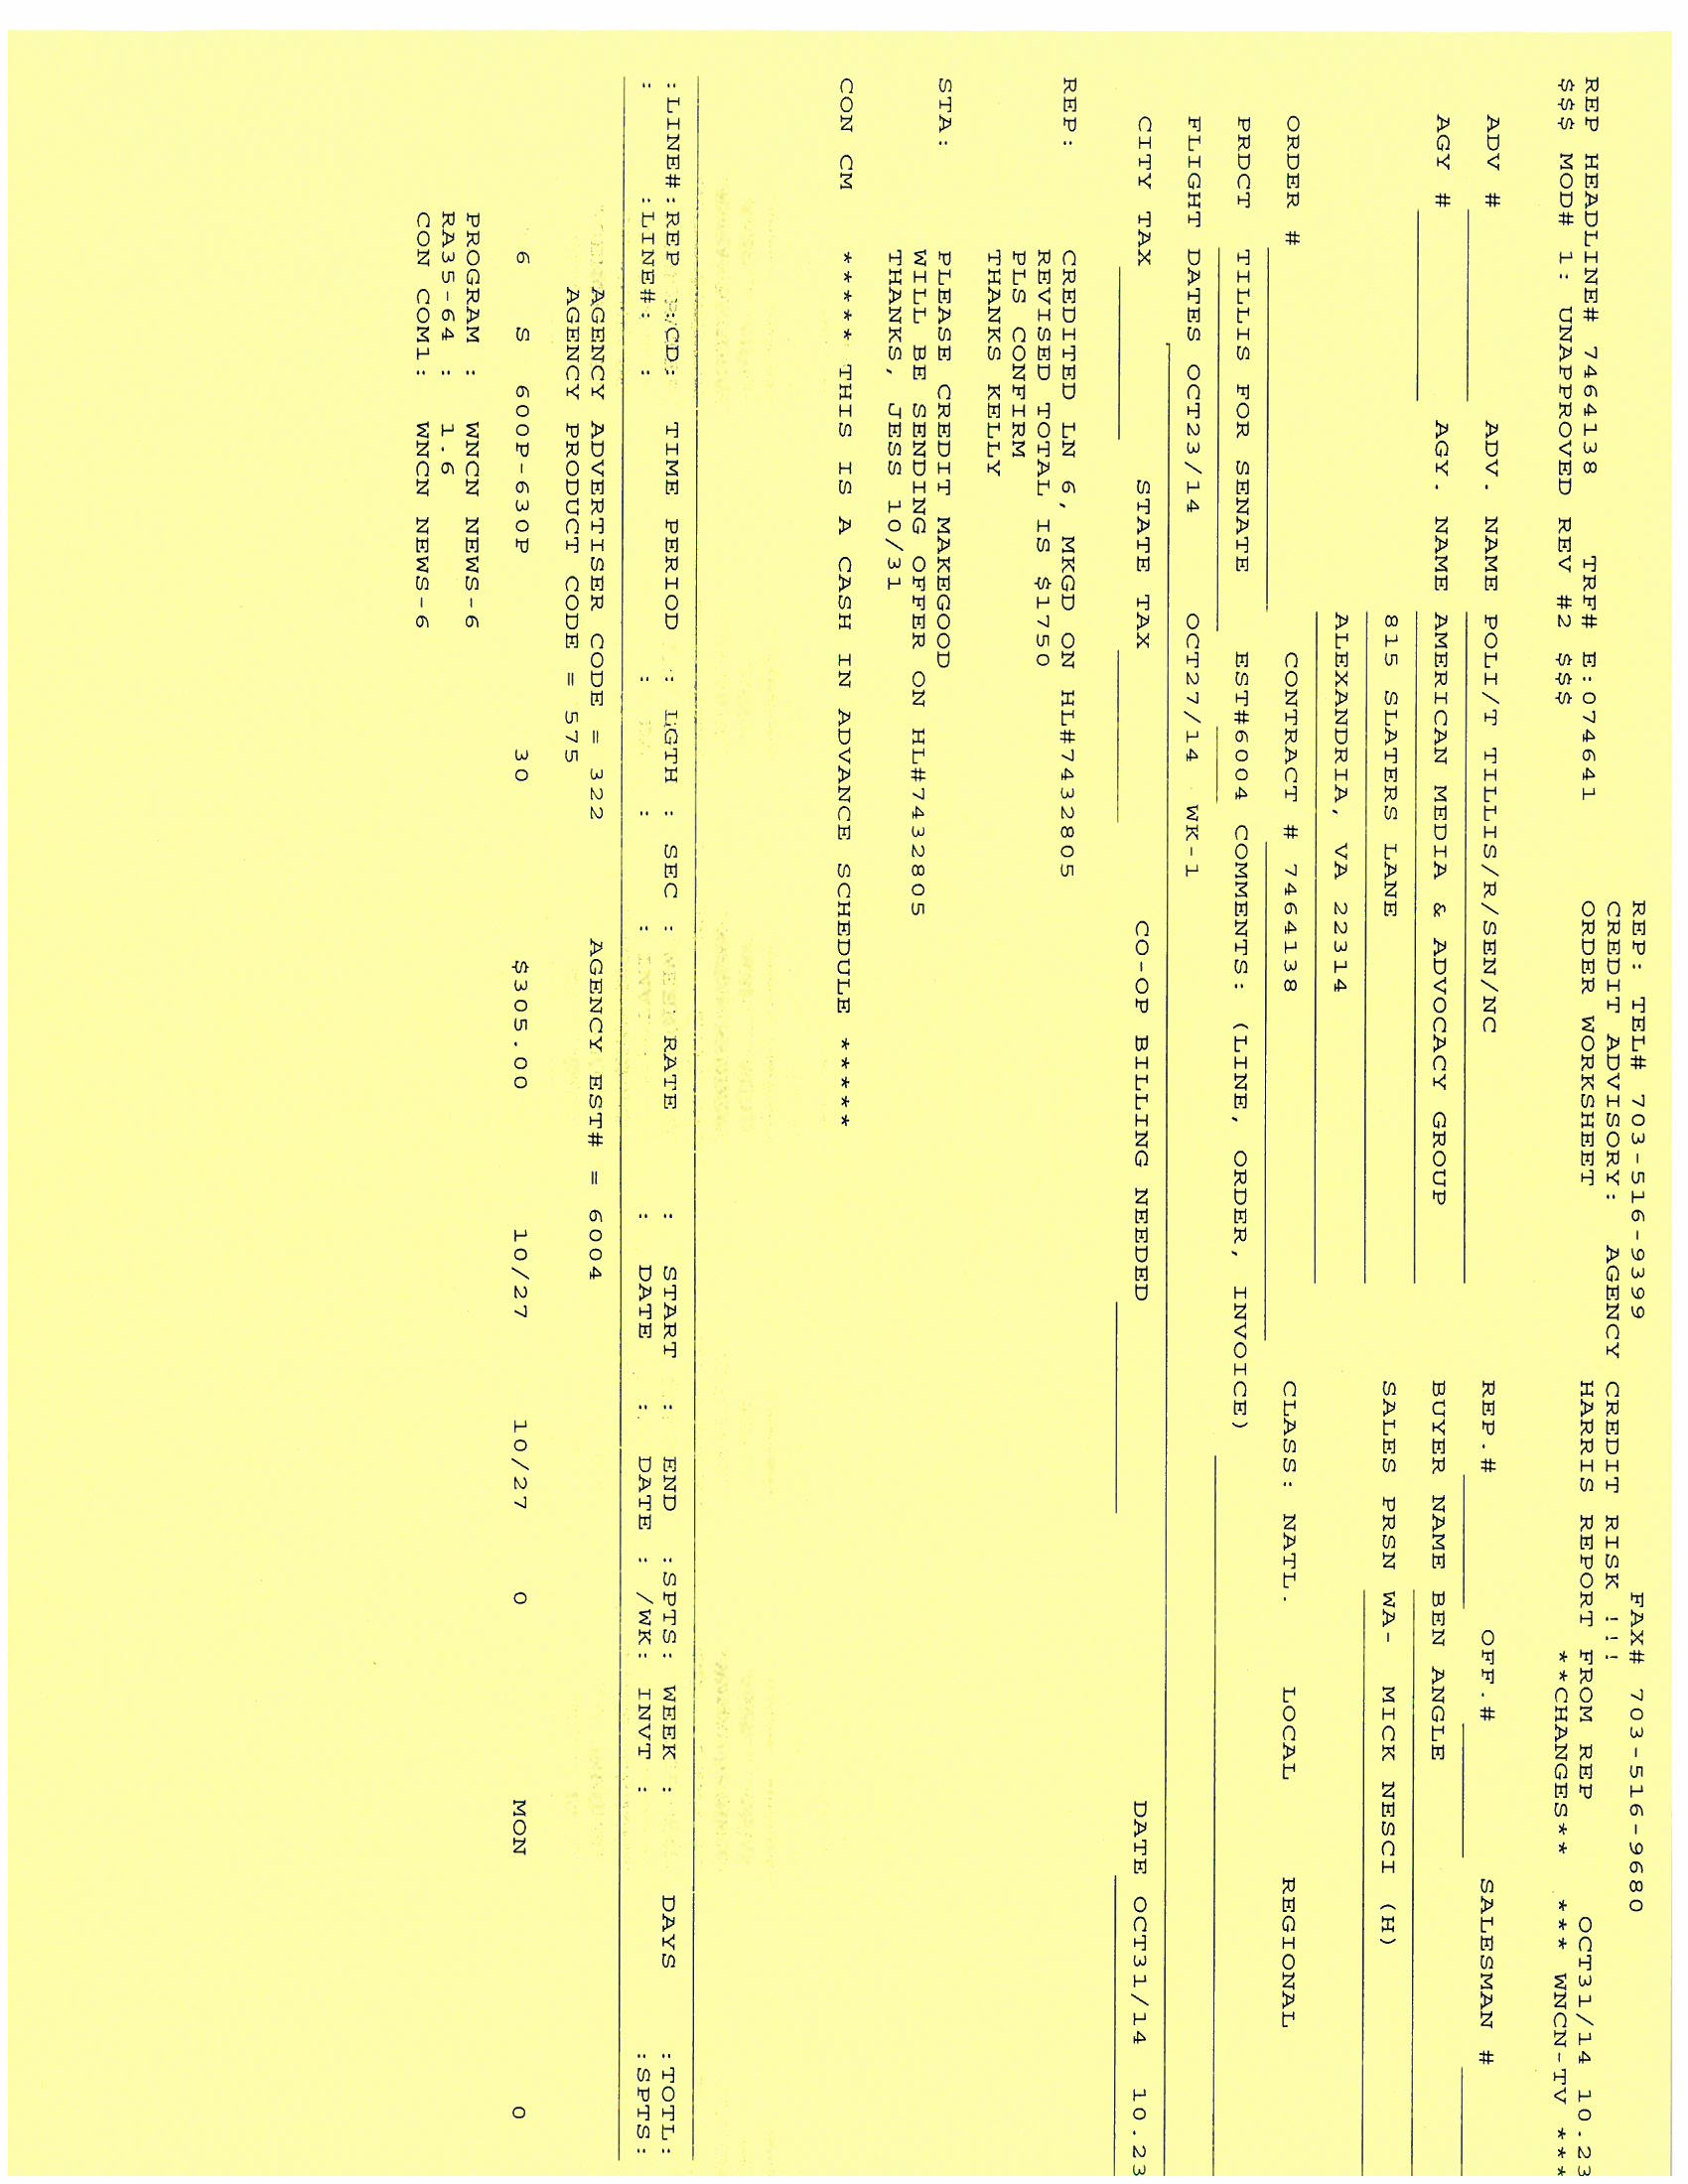 REP: TEL# 703-516-9399 FAX# 703-516-9680
CREDIT ADVISORY: AGENCY CREDIT RISK !!!
REP HEADLINE# 7464138 TRF# E:074641 ORDER WORKSHEET HARRIS REPORT FROM REP OCT31/14 10.23
$$$ MOD# 1: UNAPPROVED REV #2 $$$ **CHANGES** *** WNCN-TV ***
ADV # ADV. NAME POLI/T TILLIS/R/SEN/NC REP.# OFF.# SALESMAN #
AGY # AGY. NAME AMERICAN MEDIA & ADVOCACY GROUP BUYER NAME BEN ANGLE
815 SLATERS LANE SALES PRSN WA- MICK NESCI (H)
ALEXANDRIA, VA 22314
ORDER # CONTRACT # 7464138 CLASS: NATL. LOCAL REGIONAL
PRDCT TILLIS FOR SENATE EST#6004 COMMENTS: (LINE, ORDER, INVOICE)
FLIGHT DATES OCT23/14 OCT27/14 WK-1
CITY TAX STATE TAX CO-OP BILLING NEEDED DATE OCT31/14 10.23
REP: CREDITED LN 6, MKGD ON HL#7432805
REVISED TOTAL IS $1750
PLS CONFIRM
THANKS KELLY
STA: PLEASE CREDIT MAKEGOOD
WILL BE SENDING OFFER ON HL#7432805
THANKS, JESS 10/31
CON CM ***** THIS IS A CASH IN ADVANCE SCHEDULE *****
:LINE#:REP :CD: TIME PERIOD : LGTH : SEC : RATE : START : END :SPTS: WEEK : DAYS :TOTL:
: :LINE#: : : : : : DATE : DATE : /WK: INVT : :SPTS:
AGENCY ADVERTISER CODE = 322 AGENCY EST# = 6004
AGENCY PRODUCT CODE = 575
6 S 600P-630P 30 $305.00 10/27 10/27 0 MON 0
PROGRAM : WNCN NEWS-6
RA35-64 : 1.6
CON COM1: WNCN NEWS-6